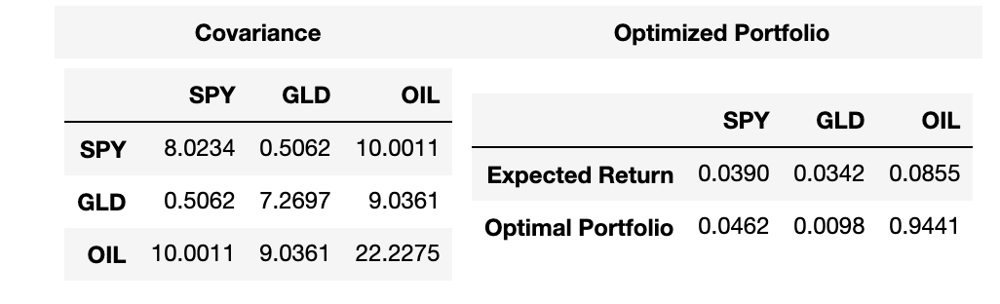 Covariance Optimized Portfolio
SPY GLD OIL
SPY 8.0234 0.5062 10.0011
GLD 0.5062 7.2697 9.0361
OIL 10.0011 9.0361 22.2275
SPY GLD OIL
Expected Return 0.0390 0.0342 0.0855
Optimal Portfolio 0.0462 0.0098 0.9441